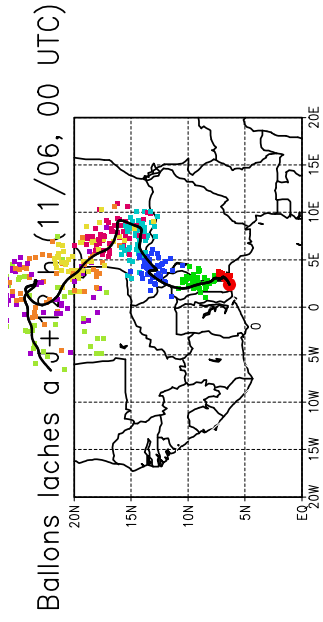 Ballons laches a h (11/06, 00 UTC)
20N
15N
10N
5N
0
EQ
20W 15W 10W 5W 0 5E 10E 15E 20E